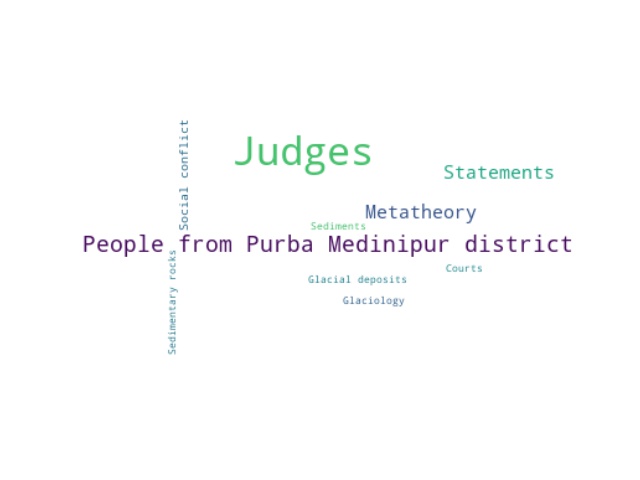 Social conflict
Judges
Statements
Metatheory
Sediments
People from Purba Medinipur district
Sedimentary rocks
Courts
Glacial deposits
Glaciology